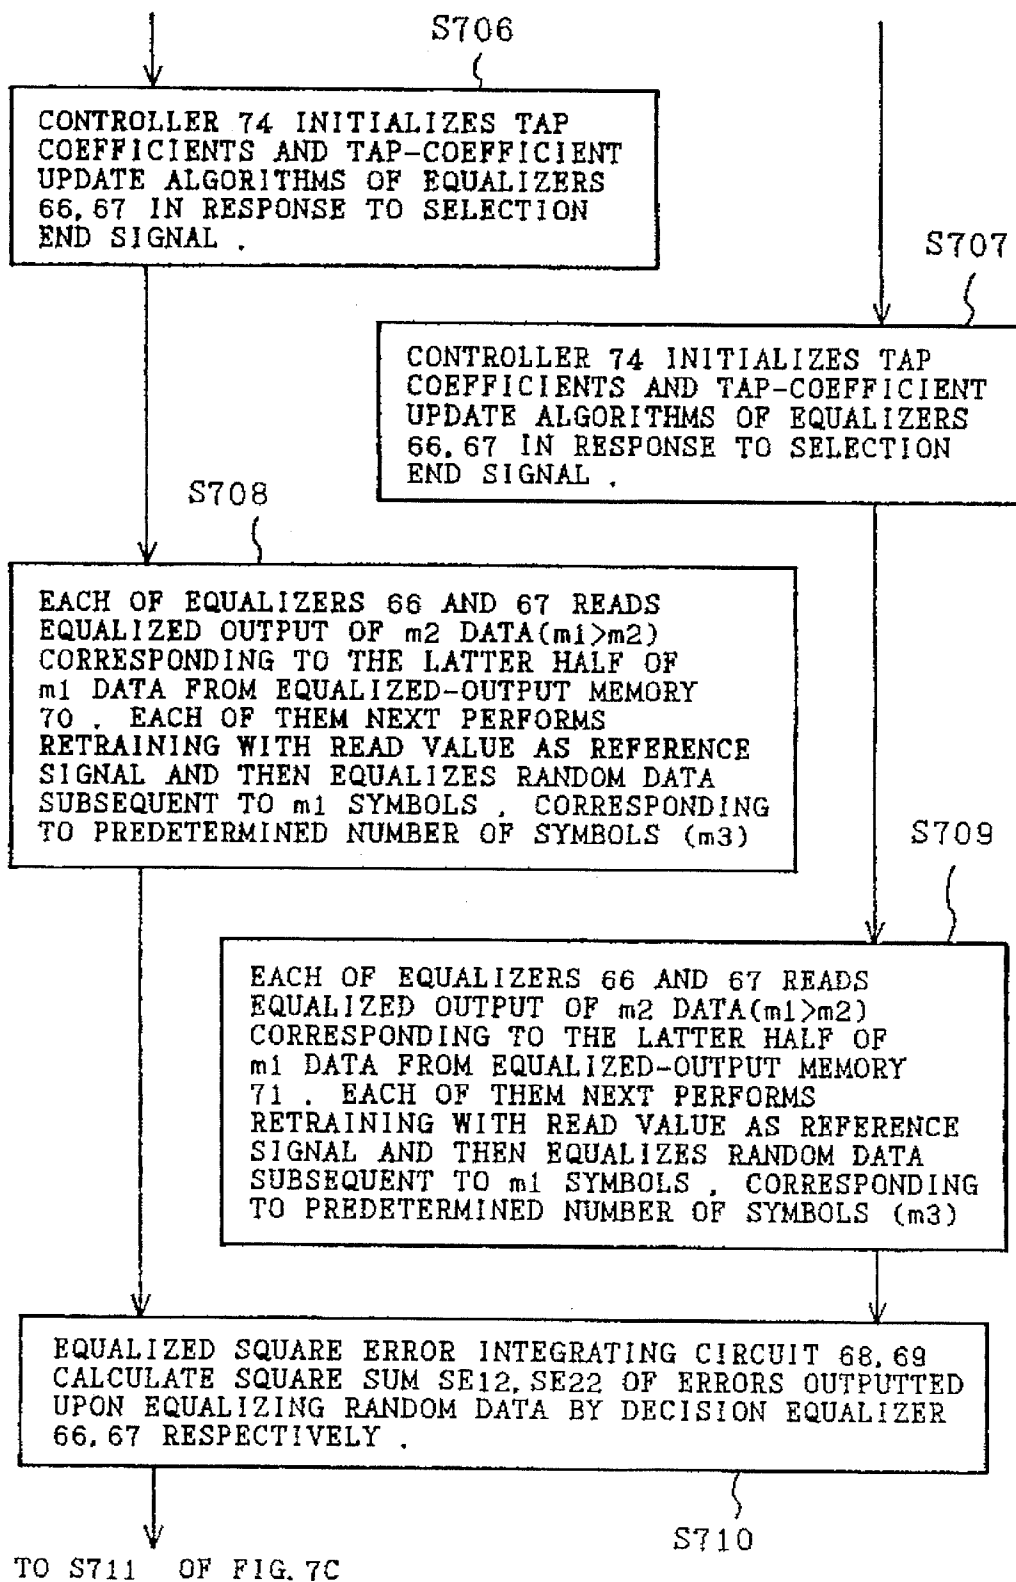 S706
CONTROLLER 74 INITIALIZES TAP
COEFFICIENTS AND TAP-COEFFICIENT
UPDATE ALGORITHMS OF EQUALIZERS
66,67 IN RESPONSE TO SELECTION
END SIGNAL .
S707
CONTROLLER 74 INITIALIZES TAP
COEFFICIENTS AND TAP-COEFFICIENT
UPDATE ALGORITHMS OF EQUALIZERS
66,67 IN RESPONSE TO SELECTION
END SIGNAL .
S708
EACH OF EQUALIZERS 66 AND 67 READS
EQUALIZED OUTPUT OF m2 DATA(m1>m2)
CORRESPONDING TO THE LATTER HALF OF
m1 DATA FROM EQUALIZED-OUTPUT MEMORY
70 . EACH OF THEM NEXT PERFORMS
RETRAINING WITH READ VALUE AS REFERENCE
SIGNAL AND THEN EQUALIZES RANDOM DATA
SUBSEQUENT TO m1 SYMBOLS , CORRESPONDING
TO PREDETERMINED NUMBER OF SYMBOLS (m3)
S709
EACH OF EQUALIZERS 66 AND 67 READS
EQUALIZED OUTPUT OF m2 DATA(m1>m2)
CORRESPONDING TO THE LATTER HALF OF
m1 DATA FROM EQUALIZED-OUTPUT MEMORY
71 . EACH OF THEM NEXT PERFORMS
RETRAINING WITH READ VALUE AS REFERENCE
SIGNAL AND THEN EQUALIZES RANDOM DATA
SUBSEQUENT TO m1 SYMBOLS , CORRESPONDING
TO PREDETERMINED NUMBER OF SYMBOLS (m3)
EQUALIZED SQUARE ERROR INTEGRATING CIRCUIT 68,69
CALCULATE SQUARE SUM SE12,SE22 OF ERRORS OUTPUTTED
UPON EQUALIZING RANDOM DATA BY DECISION EQUALIZER
66,67 RESPECTIVELY .
S710
TO S711 OF FIG.7C